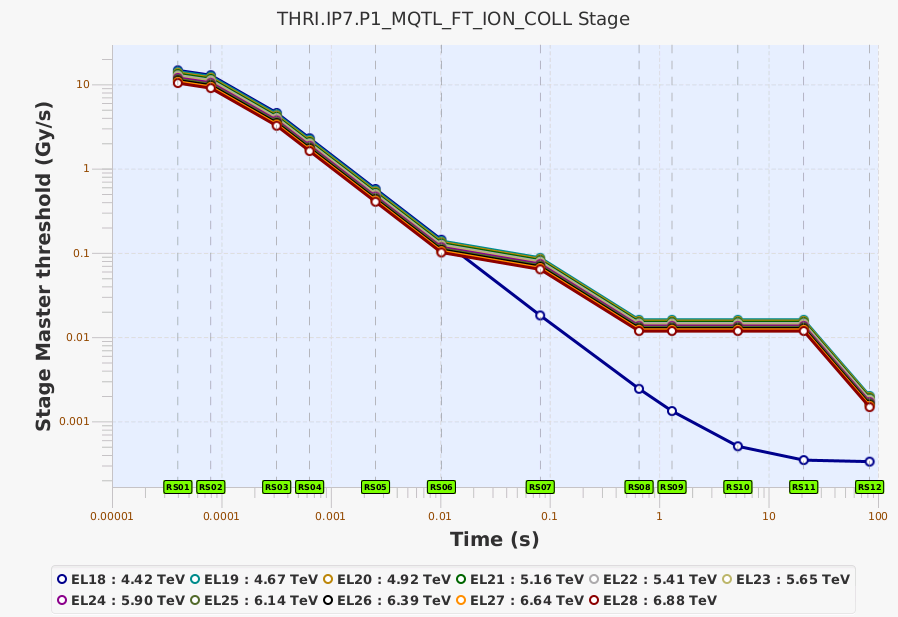 THRI.IP7.P1_MQTL_FT_ION_COLL Stage
Stage Master threshold (Gy/s)
10
1
0.1
0.01
0.001
RS01 RS02 RS03 RS04 RS05 RS06 RS07 RS08 RS09 RS10 RS11 RS12
0.00001 0.0001 0.001 0.01 0.1 1 10 100
Time (s)
EL18 : 4.42 TeV EL19 : 4.67 TeV EL20 : 4.92 TeV EL21 : 5.16 TeV EL22 : 5.41 TeV EL23 : 5.65 TeV
EL24 : 5.90 TeV EL25 : 6.14 TeV EL26 : 6.39 TeV EL27 : 6.64 TeV EL28 : 6.88 TeV